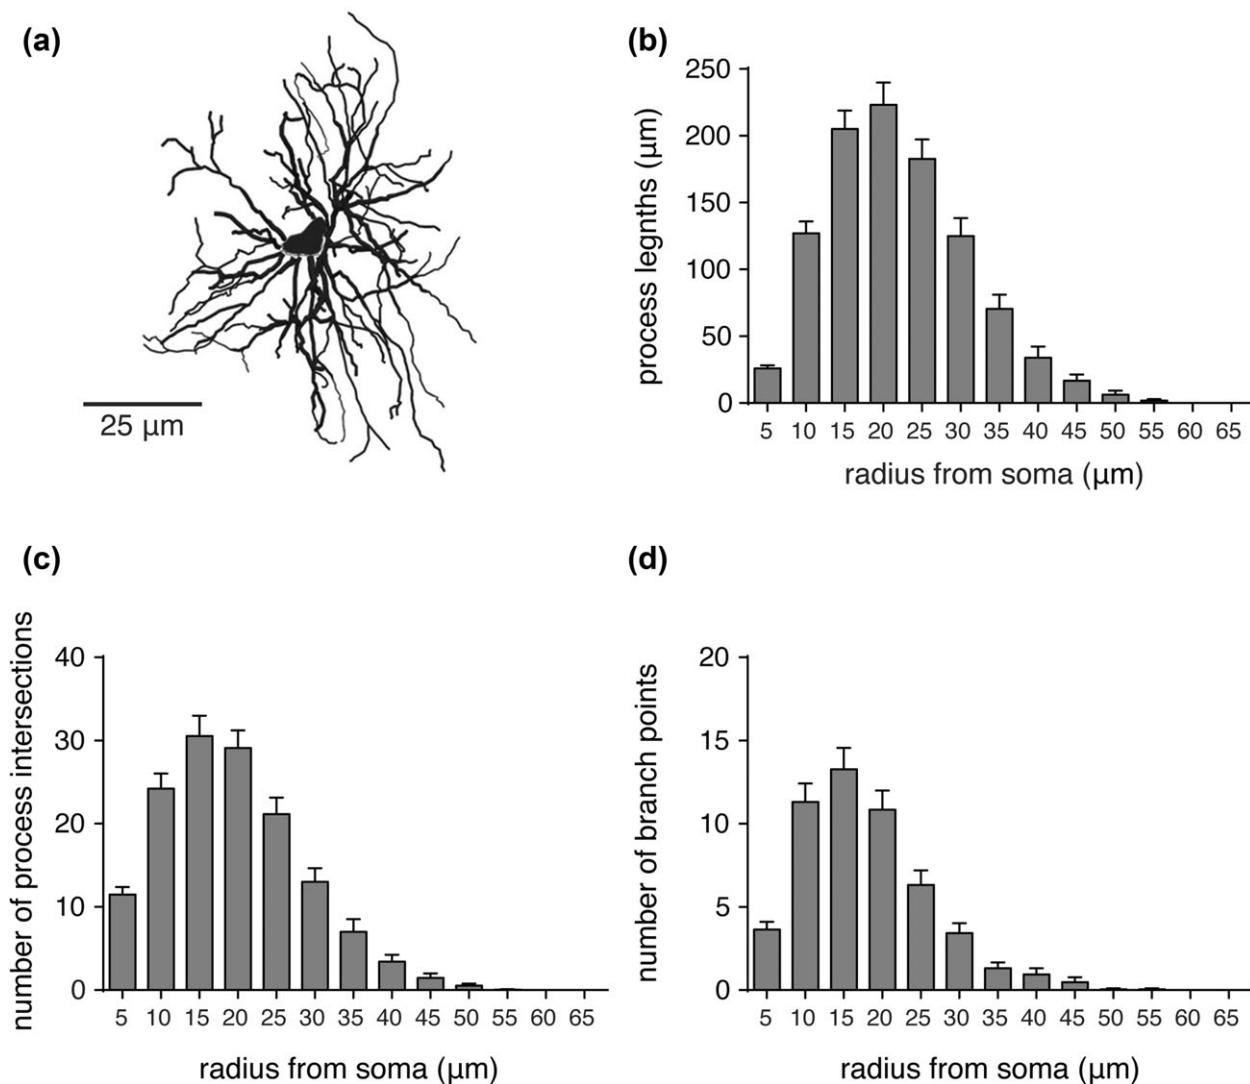 (a)
25 µm
(b)
process legnths (µm)
250
200
150
100
50
0
5 10 15 20 25 30 35 40 45 50 55 60 65
radius from soma (µm)
(c)
number of process intersections
40
30
20
10
0
5 10 15 20 25 30 35 40 45 50 55 60 65
radius from soma (µm)
(d)
number of branch points
20
15
10
5
0
5 10 15 20 25 30 35 40 45 50 55 60 65
radius from soma (µm)